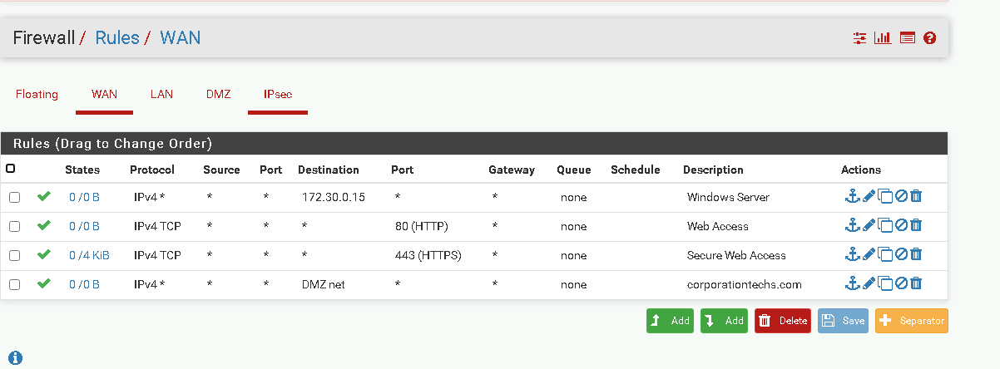 Firewall / Rules / WAN
Floating WAN LAN DMZ IPsec
Rules (Drag to Change Order)
States Protocol Source Port Destination Port Gateway Queue Schedule Description Actions
0/0 B IPv4 * * * 172.30.0.15 * * none Windows Server
0/0 B IPv4 TCP * * * 80 (HTTP) * none Web Access
0/4 KiB IPv4 TCP * * * 443 (HTTPS) * none Secure Web Access
0/0 B IPv4 * * * DMZ net * * none corporationtechs.com
Add Add Delete Save Separator